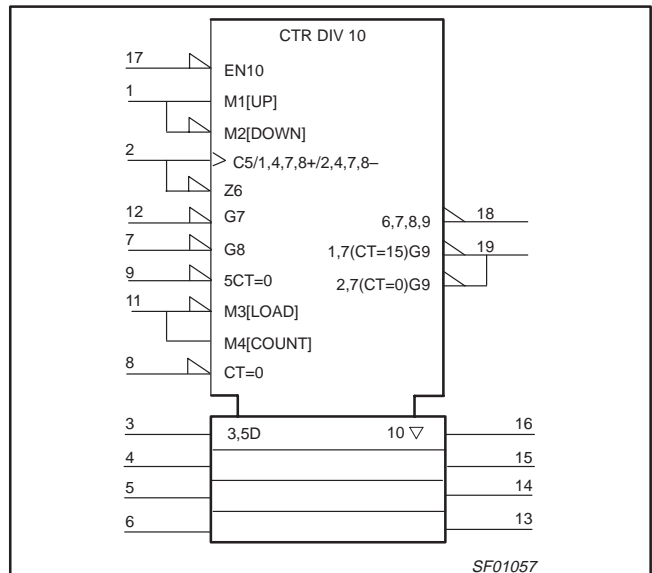 CTR DIV 10
17 EN10
1 M1[UP]
M2[DOWN]
2 C5/1,4,7,8+/2,4,7,8–
Z6
12 G7 6,7,8,9 18
7 G8 1,7(CT=15)G9 19
9 5CT=0 2,7(CT=0)G9
11 M3[LOAD]
M4[COUNT]
8 CT=0
3 3,5D 10 ▽ 16
4 15
5 14
6 13
SF01057